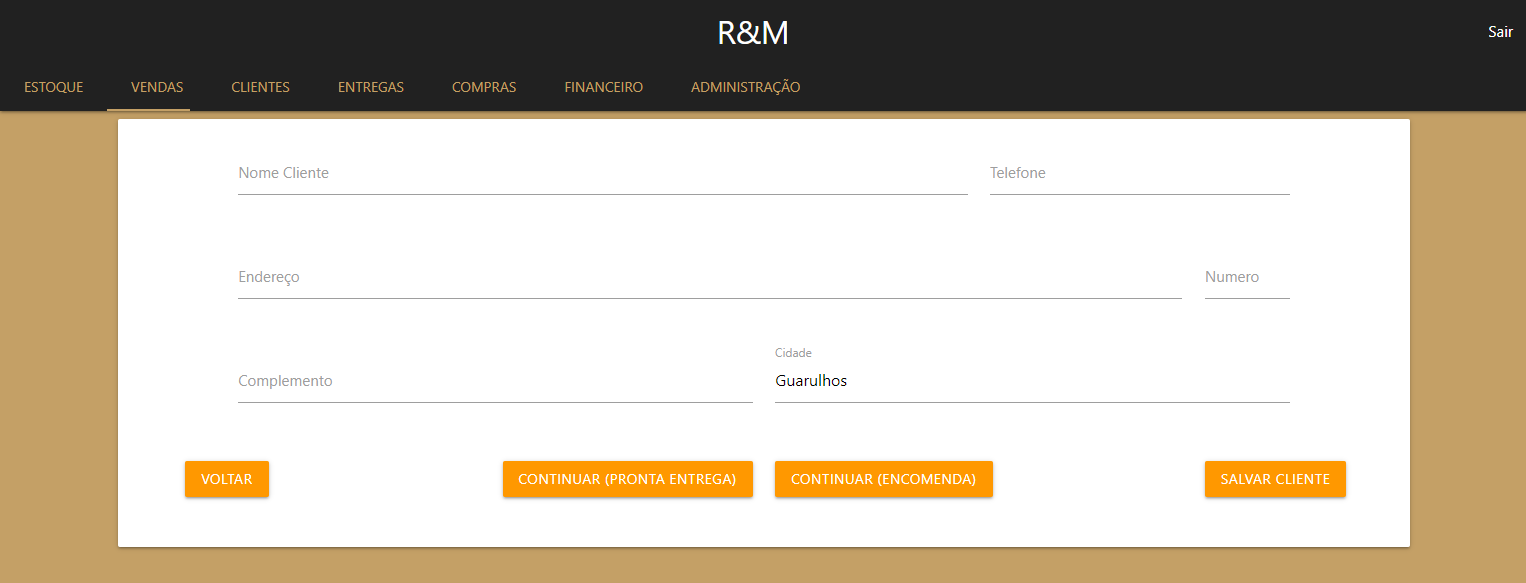 R&M
Sair
ESTOQUE VENDAS CLIENTES ENTREGAS COMPRAS FINANCEIRO ADMINISTRAÇÃO
Nome Cliente Telefone
Endereço Numero
Cidade
Complemento Guarulhos
VOLTAR CONTINUAR (PRONTA ENTREGA) CONTINUAR (ENCOMENDA) SALVAR CLIENTE